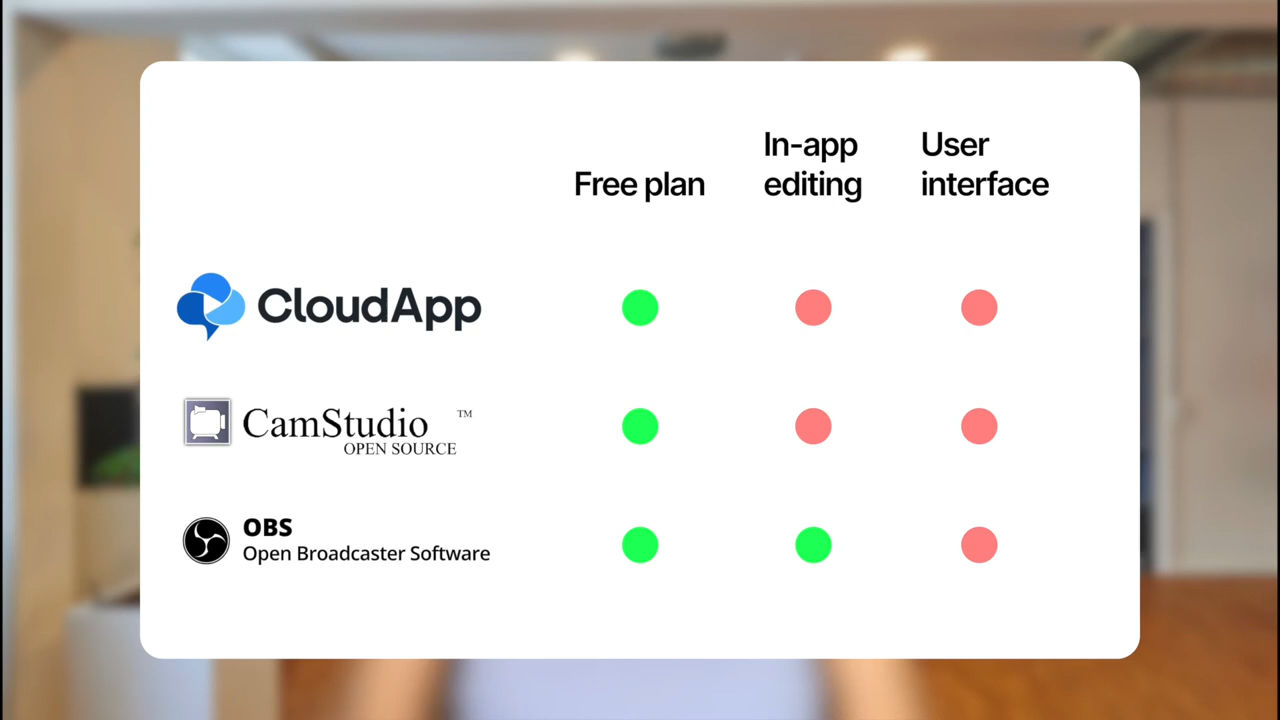 Free plan
In-app
editing
User
interface
CloudApp
CamStudio ™
OPEN SOURCE
OBS
Open Broadcaster Software